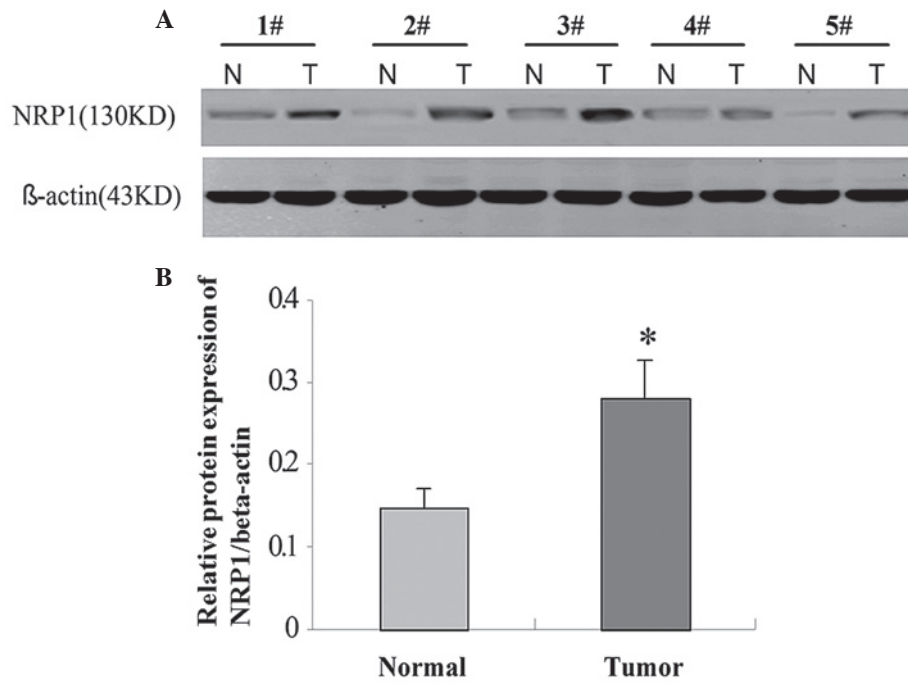 A
1# 2# 3# 4# 5#
N T N T N T N T N T
NRP1(130KD)
ß-actin(43KD)
B
Relative protein expression of
NRP1/beta-actin
0.4
0.3
0.2
0.1
0
*
Normal Tumor